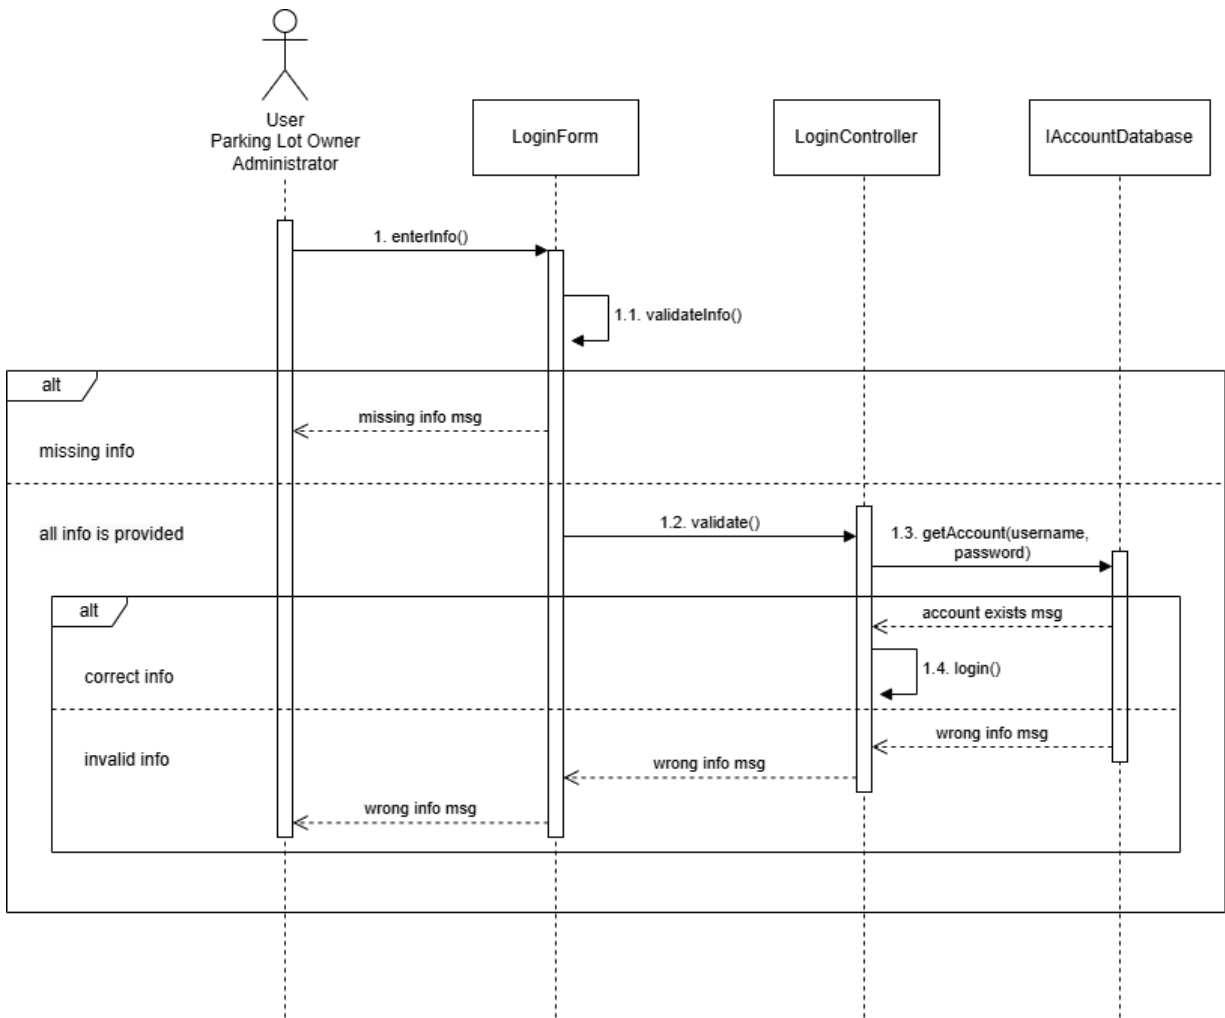 User
Parking Lot Owner
Administrator
LoginForm
LoginController
IAccountDatabase
1. enterInfo()
1.1. validateInfo()
alt
missing info msg
missing info
all info is provided
1.2. validate()
1.3. getAccount(username,
password)
alt
account exists msg
correct info
1.4. login()
wrong info msg
invalid info
wrong info msg
wrong info msg